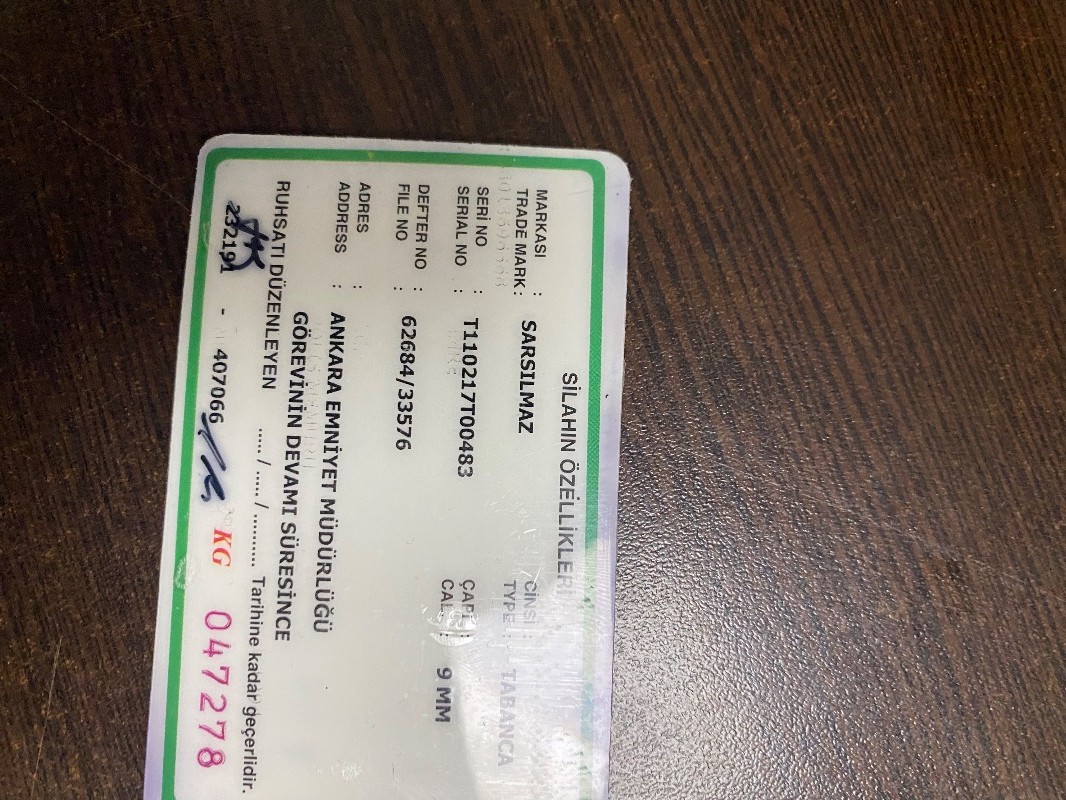 SİLAHIN ÖZELLİKLERİ
MARKASI : CİNSİ :
TRADE MARK : SARSILMAZ TYPE : TABANCA
SERİ NO : T110217T00483 ÇAPI :
SERIAL NO : CAL : 9 MM
DEFTER NO :
FILE NO : 62684/33576
ADRES :
ADDRESS : ANKARA EMNİYET MÜDÜRLÜĞÜ
GÖREVİNİN DEVAMI SÜRESİNCE
RUHSATI DÜZENLEYEN ...... / ...... / ........... Tarihine kadar geçerlidir.
232191 - 407066 KG 047278